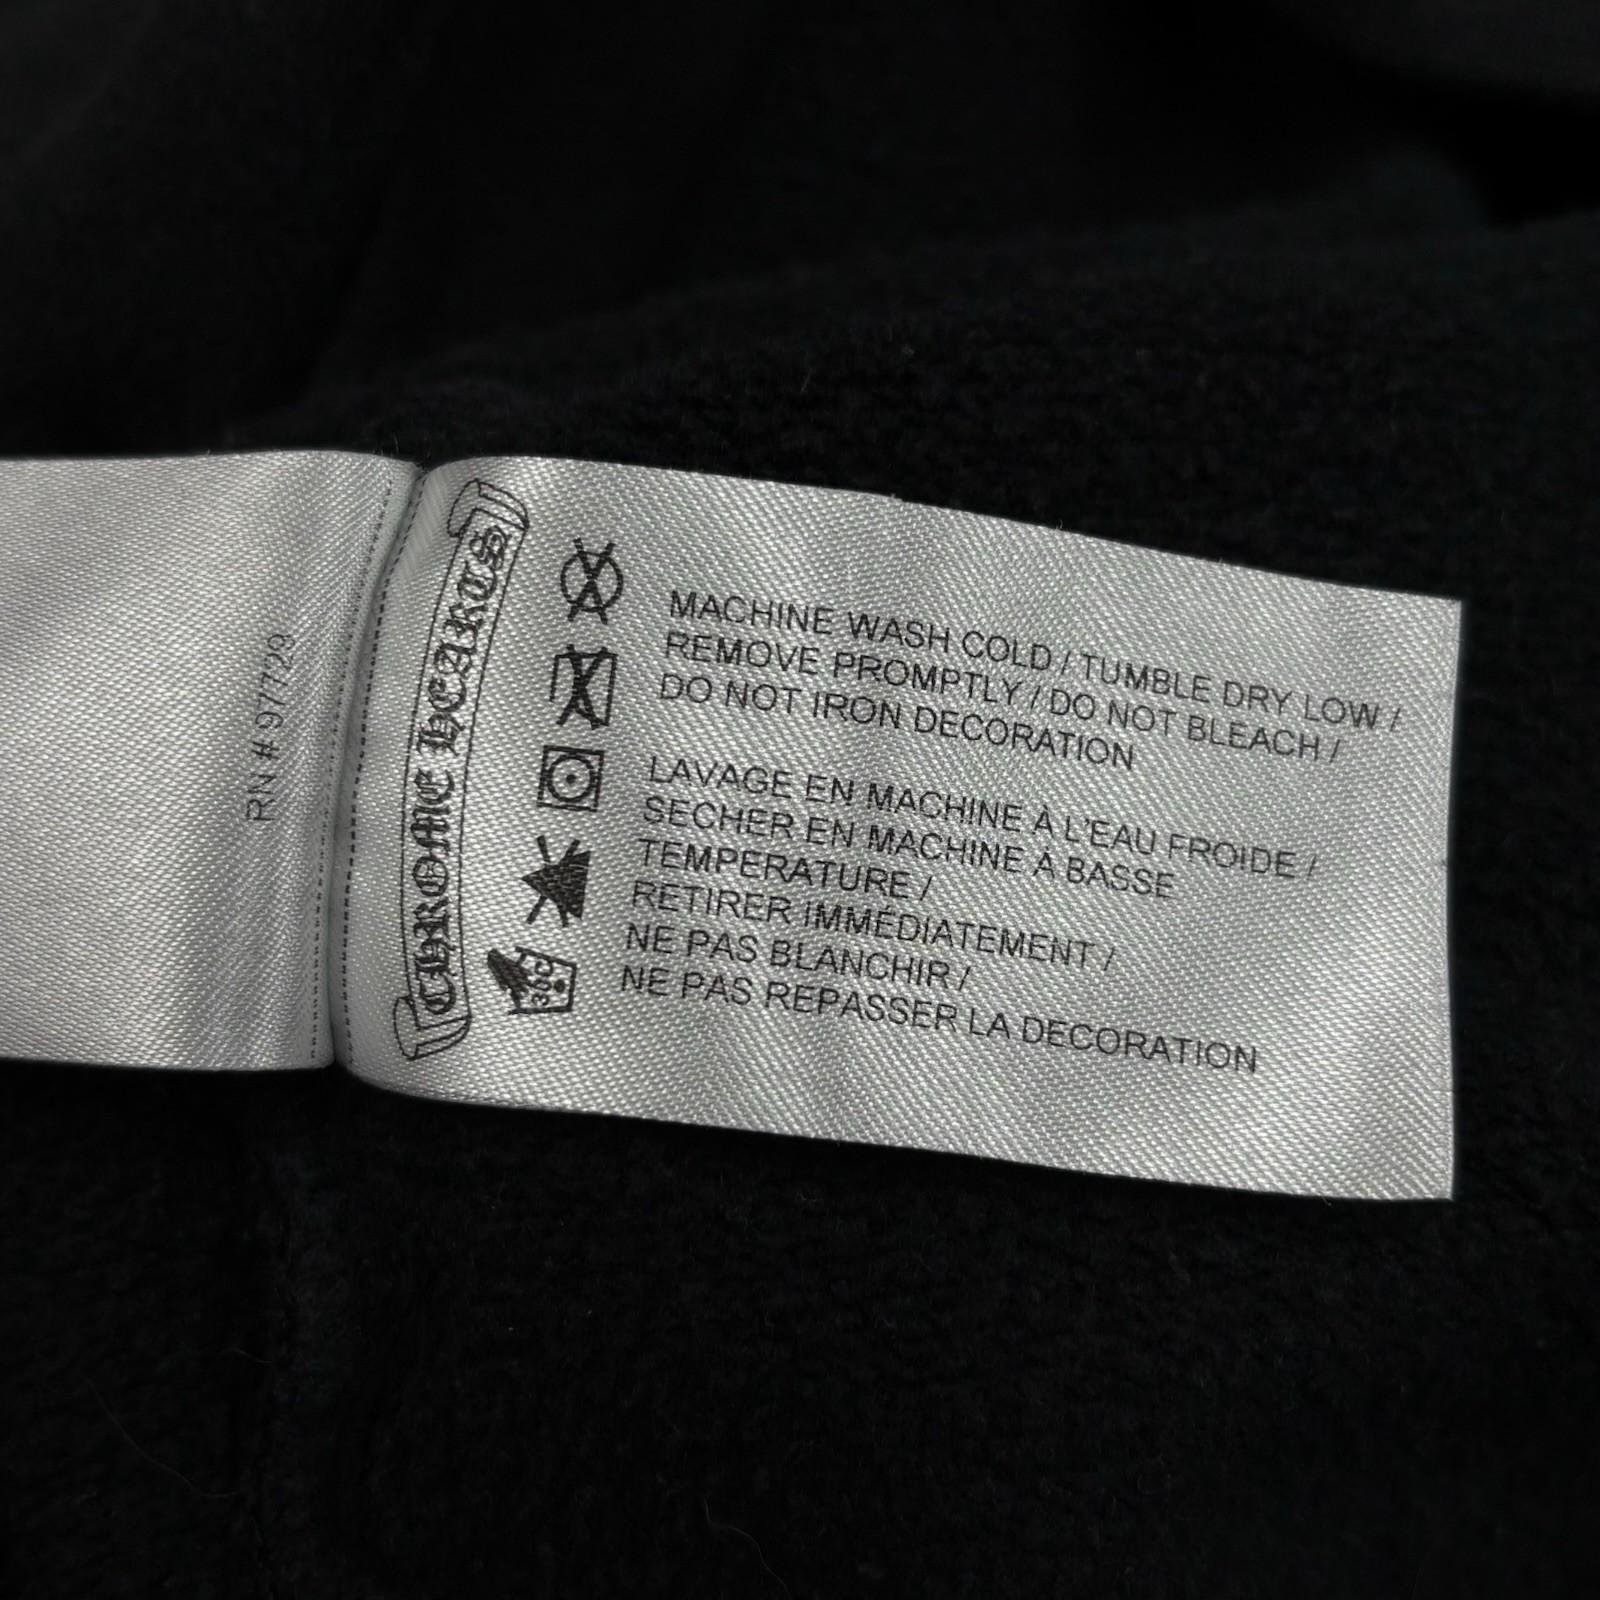 RN # 97729
CHROME HEARTS
MACHINE WASH COLD / TUMBLE DRY LOW /
REMOVE PROMPTLY / DO NOT BLEACH /
DO NOT IRON DECORATION
LAVAGE EN MACHINE À L'EAU FROIDE /
SECHER EN MACHINE À BASSE
TEMPERATURE /
RETIRER IMMÉDIATEMENT /
NE PAS BLANCHIR /
NE PAS REPASSER LA DECORATION
30C